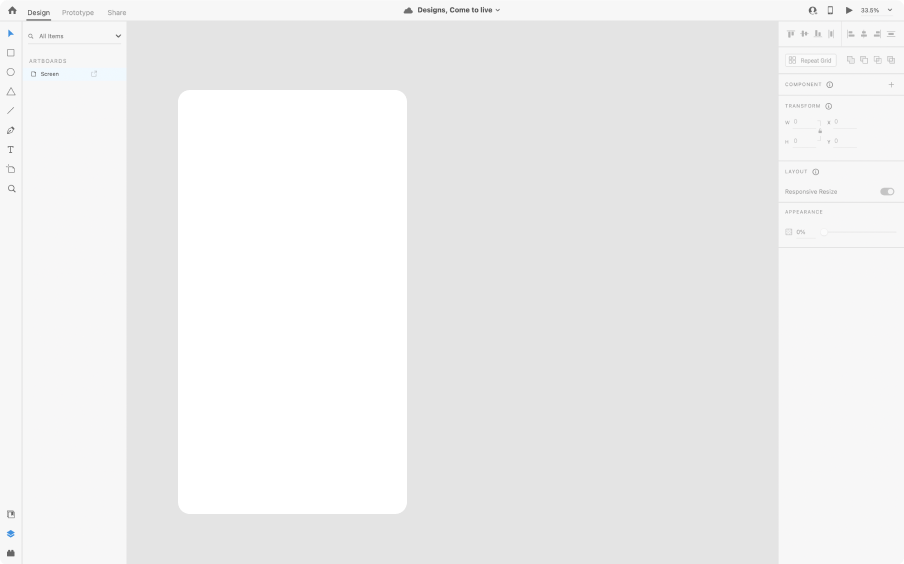 Design Prototype Share
Designs, Come to live
33.5%
All Items
ARTBOARDS
Screen
Repeat Grid
COMPONENT
TRANSFORM
W 0 X 0
H 0 Y 0
LAYOUT
Responsive Resize
APPEARANCE
0%